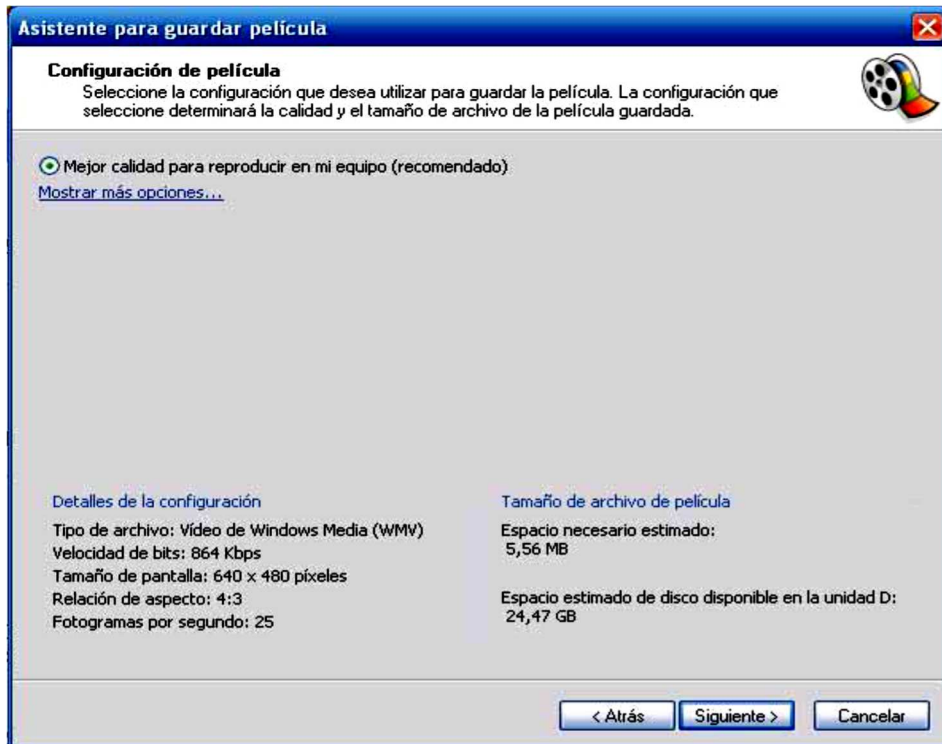 Asistente para guardar película
Configuración de película
Seleccione la configuración que desea utilizar para guardar la película. La configuración que
seleccione determinará la calidad y el tamaño de archivo de la película guardada.
Mejor calidad para reproducir en mi equipo (recomendado)
Mostrar más opciones...
Detalles de la configuración
Tipo de archivo: Vídeo de Windows Media (WMV)
Velocidad de bits: 864 Kbps
Tamaño de pantalla: 640 x 480 píxeles
Relación de aspecto: 4:3
Fotogramas por segundo: 25
Tamaño de archivo de película
Espacio necesario estimado:
5,56 MB
Espacio estimado de disco disponible en la unidad D:
24,47 GB
< Atrás
Siguiente >
Cancelar